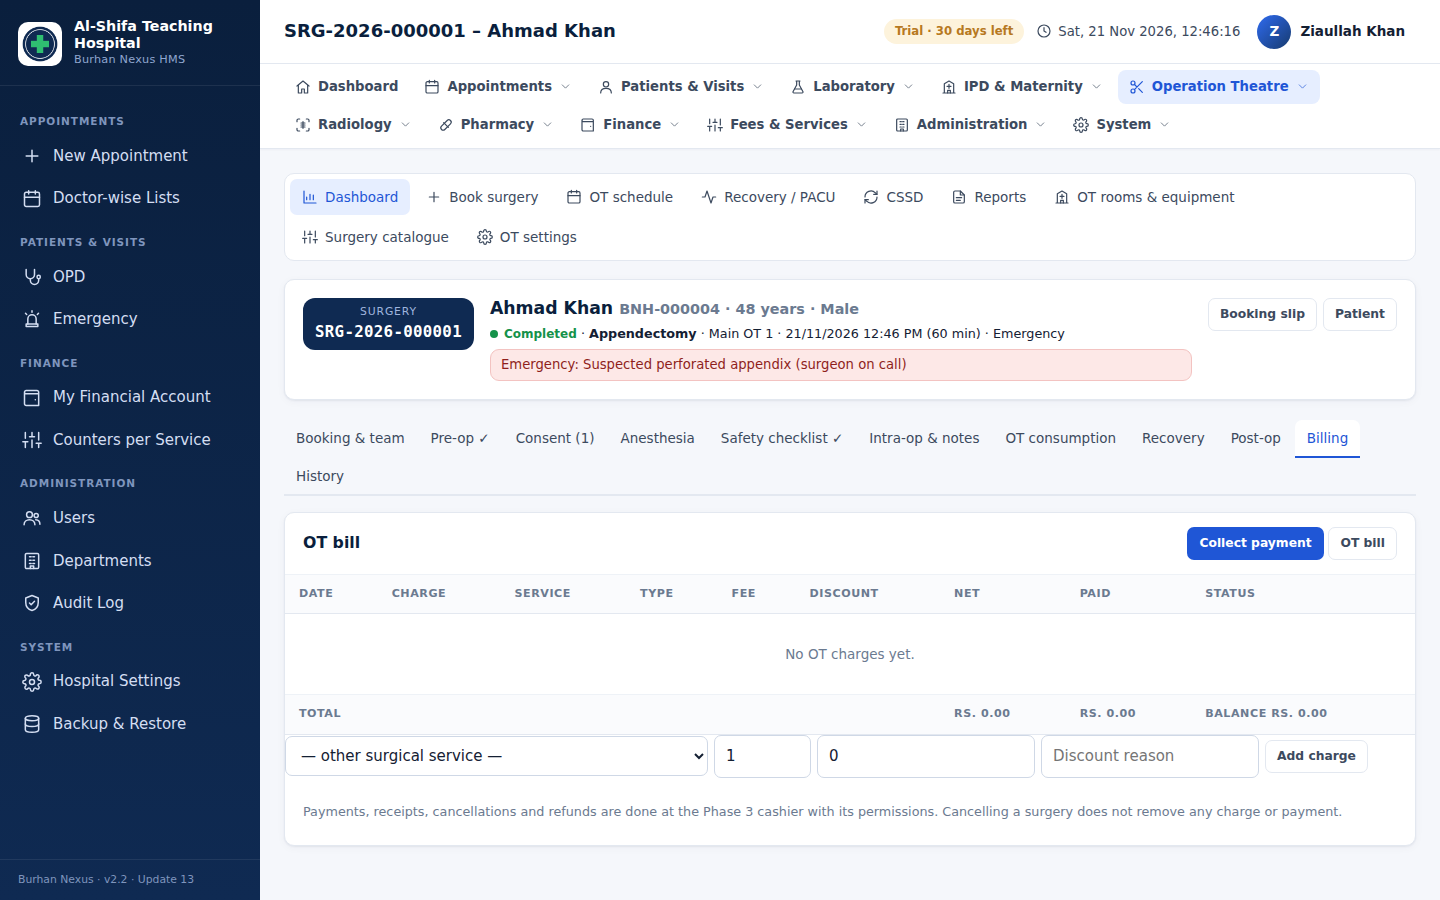 Al-Shifa Teaching
Hospital
Burhan Nexus HMS
APPOINTMENTS
New Appointment
Doctor-wise Lists
PATIENTS & VISITS
OPD
Emergency
FINANCE
My Financial Account
Counters per Service
ADMINISTRATION
Users
Departments
Audit Log
SYSTEM
Hospital Settings
Backup & Restore
Burhan Nexus · v2.2 · Update 13
SRG-2026-000001 – Ahmad Khan
Trial · 30 days left
Sat, 21 Nov 2026, 12:46:16
Z
Ziaullah Khan
Dashboard Appointments Patients & Visits Laboratory IPD & Maternity Operation Theatre
Radiology Pharmacy Finance Fees & Services Administration System
Dashboard Book surgery OT schedule Recovery / PACU CSSD Reports OT rooms & equipment
Surgery catalogue OT settings
SURGERY
SRG-2026-000001
Ahmad Khan BNH-000004 · 48 years · Male
Completed · Appendectomy · Main OT 1 · 21/11/2026 12:46 PM (60 min) · Emergency
Emergency: Suspected perforated appendix (surgeon on call)
Booking slip Patient
Booking & team Pre-op ✓ Consent (1) Anesthesia Safety checklist ✓ Intra-op & notes OT consumption Recovery Post-op Billing
History
OT bill
Collect payment OT bill
DATE CHARGE SERVICE TYPE FEE DISCOUNT NET PAID STATUS
No OT charges yet.
TOTAL RS. 0.00 RS. 0.00 BALANCE RS. 0.00
— other surgical service — 1 0 Discount reason Add charge
Payments, receipts, cancellations and refunds are done at the Phase 3 cashier with its permissions. Cancelling a surgery does not remove any charge or payment.